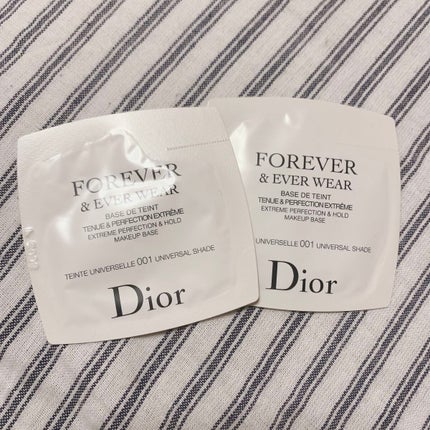 FOREVER
& EVER WEAR
BASE DE TEINT
TENUE & PERFECTION EXTRÊME
EXTREME PERFECTION & HOLD
MAKEUP BASE
TEINTE UNIVERSELLE 001 UNIVERSAL SHADE
Dior
FOREVER
& EVER WEAR
BASE DE TEINT
TENUE & PERFECTION EXTRÊME
EXTREME PERFECTION & HOLD
MAKEUP BASE
UNIVERSELLE 001 UNIVERSAL SHADE
Dior